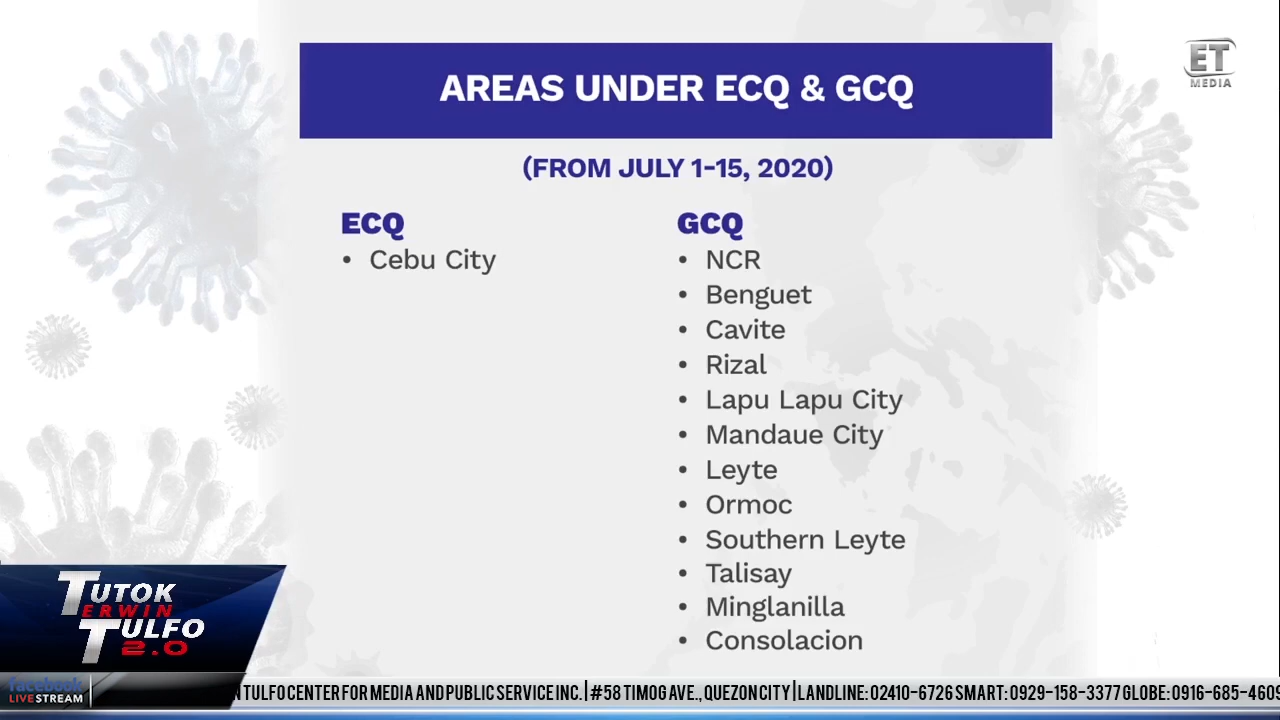 AREAS UNDER ECQ & GCQ
ET
MEDIA
(FROM JULY 1-15, 2020)
ECQ
• Cebu City
GCQ
• NCR
• Benguet
• Cavite
• Rizal
• Lapu Lapu City
• Mandaue City
• Leyte
• Ormoc
• Southern Leyte
• Talisay
• Minglanilla
• Consolacion
TUTOK
ERWIN
TULFO
2.0
facebook
LIVESTREAM
TULFO CENTER FOR MEDIA AND PUBLIC SERVICE INC. | #58 TIMOG AVE., QUEZON CITY | LANDLINE: 02410-6726 SMART: 0929-158-3377 GLOBE: 0916-685-4609